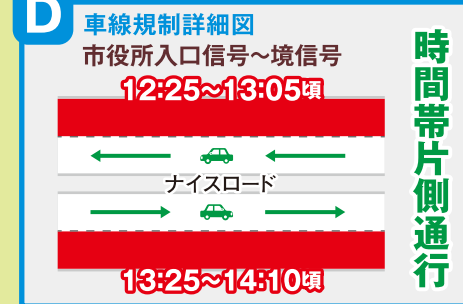 D
車線規制詳細図
市役所入口信号～境信号
12:25～13:05頃
ナイスロード
13:25～14:10頃
時間帯片側通行